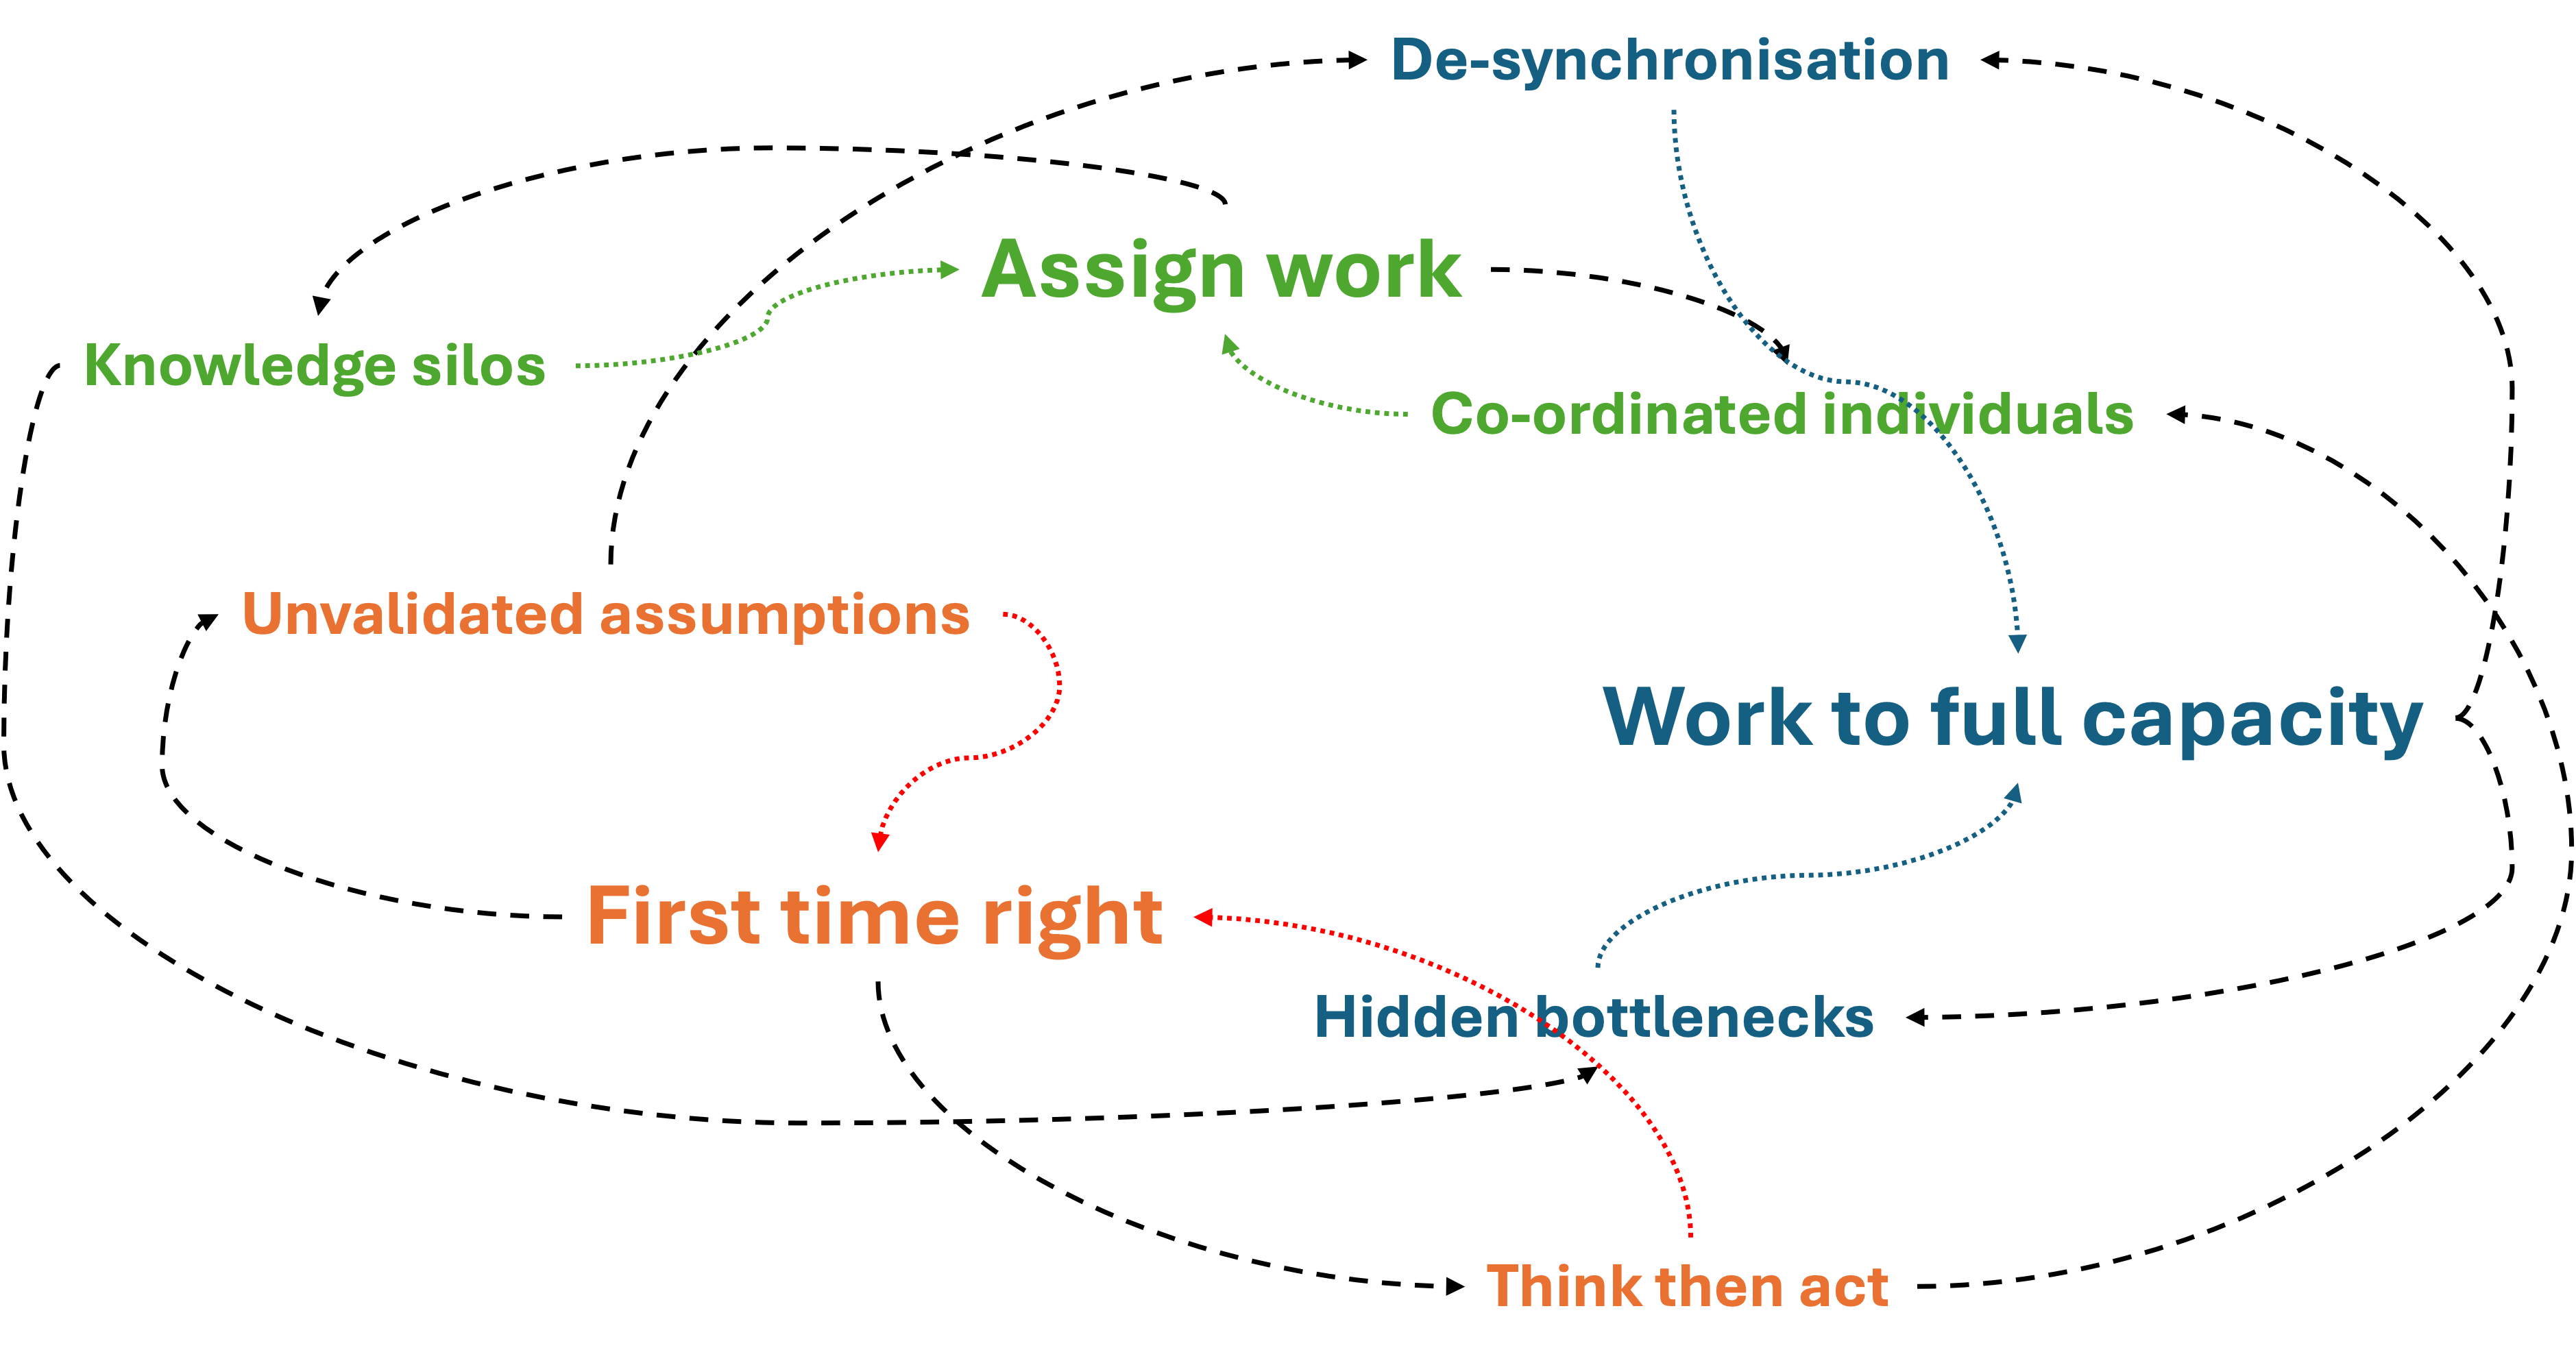 De-synchronisation
Assign work
Knowledge silos
Co-ordinated individuals
Unvalidated assumptions
Work to full capacity
First time right
Hidden bottlenecks
Think then act